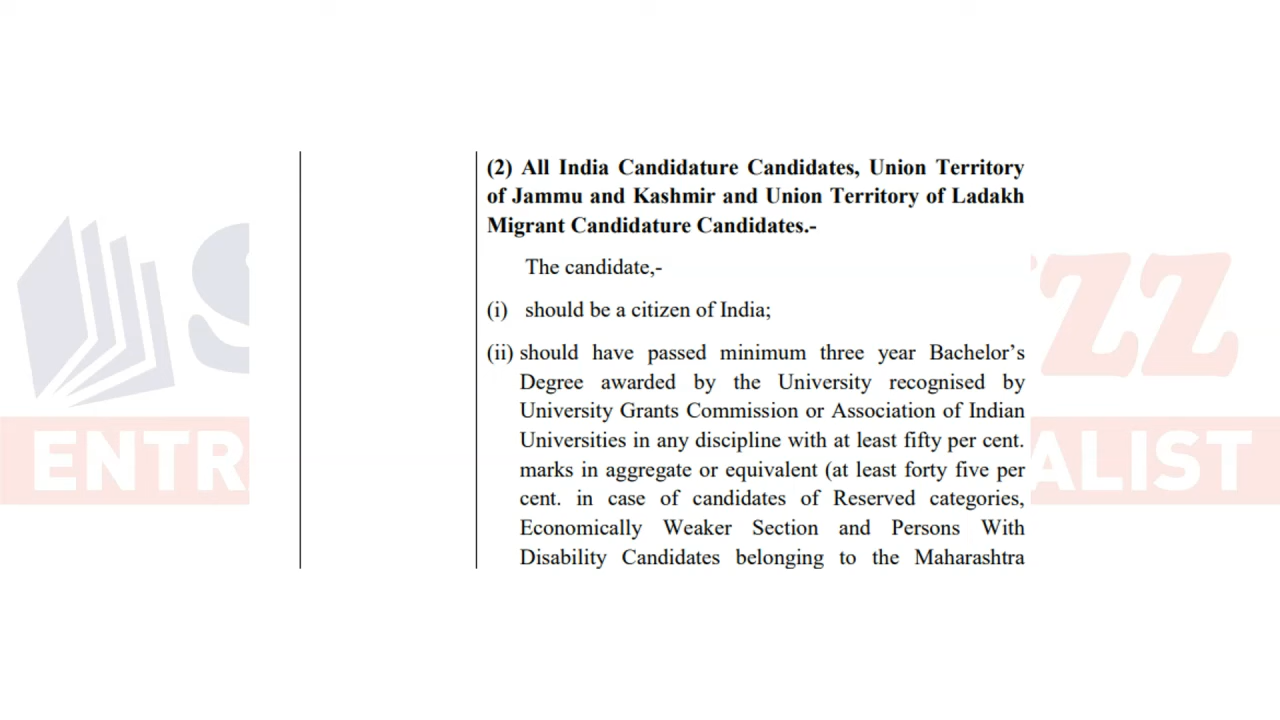 (2) All India Candidature Candidates, Union Territory
of Jammu and Kashmir and Union Territory of Ladakh
Migrant Candidature Candidates.-
The candidate,-
(i) should be a citizen of India;
(ii) should have passed minimum three year Bachelor's
Degree awarded by the University recognised by
University Grants Commission or Association of Indian
Universities in any discipline with at least fifty per cent.
marks in aggregate or equivalent (at least forty five per
cent. in case of candidates of Reserved categories,
Economically Weaker Section and Persons With
Disability Candidates belonging to the Maharashtra
S
ZZ
ENTR
ALIST